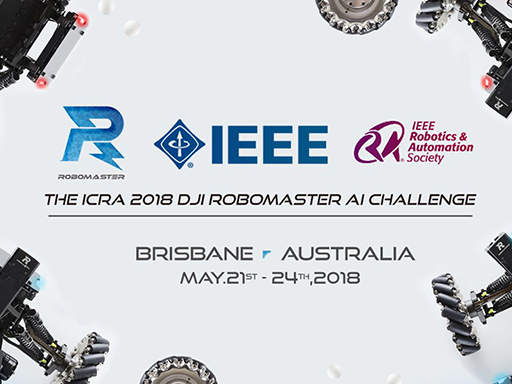 ROBOMASTER
IEEE
IEEE
Robotics &
Automation
Society
THE ICRA 2018 DJI ROBOMASTER AI CHALLENGE
BRISBANE AUSTRALIA
MAY.21ST - 24TH,2018